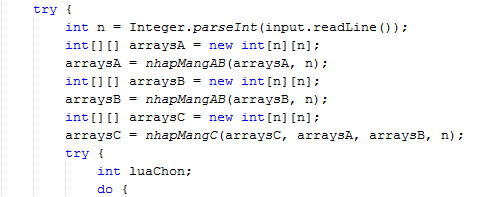 try {
int n = Integer.parseInt(input.readLine());
int[][] arraysA = new int[n][n];
arraysA = nhapMangAB(arraysA, n);
int[][] arraysB = new int[n][n];
arraysB = nhapMangAB(arraysB, n);
int[][] arraysC = new int[n][n];
arraysC = nhapMangC(arraysC, arraysA, arraysB, n);
try {
int luaChon;
do {